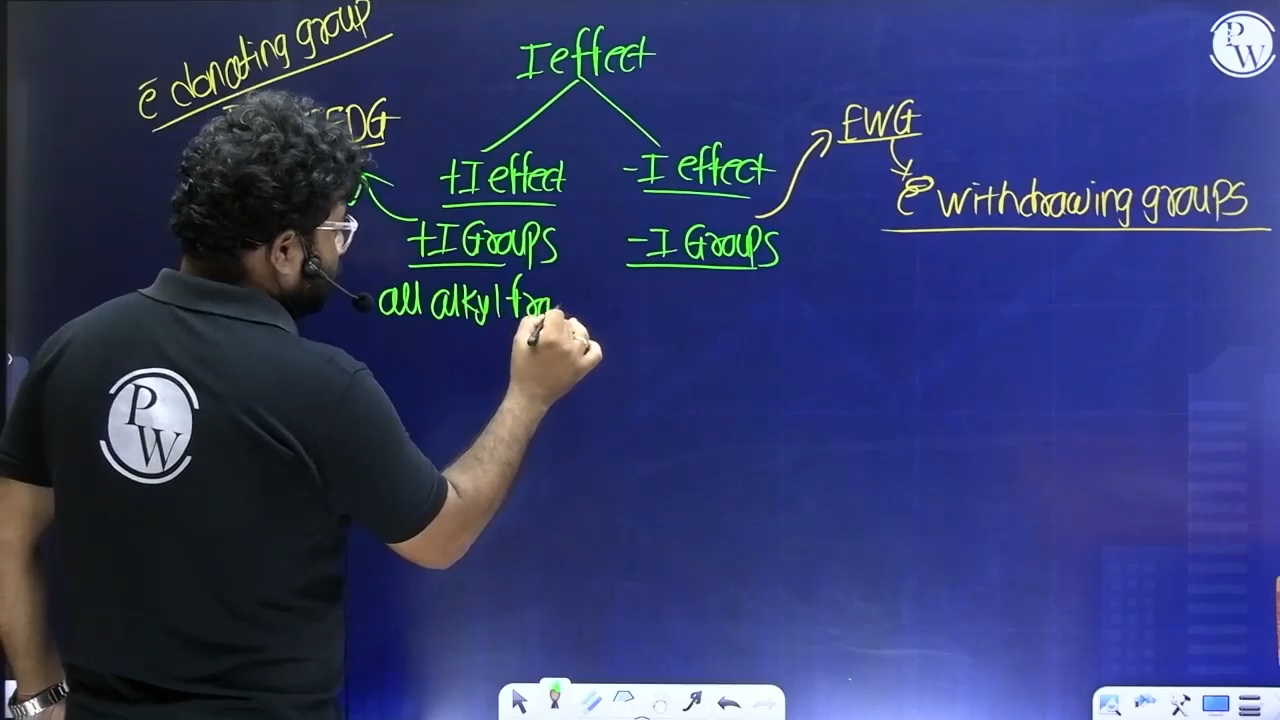 ē donating group
I effect
EDG
EWG
+I effect
-I effect
ē withdrawing groups
+I Groups
-I Groups
all alkyl
PW
PW